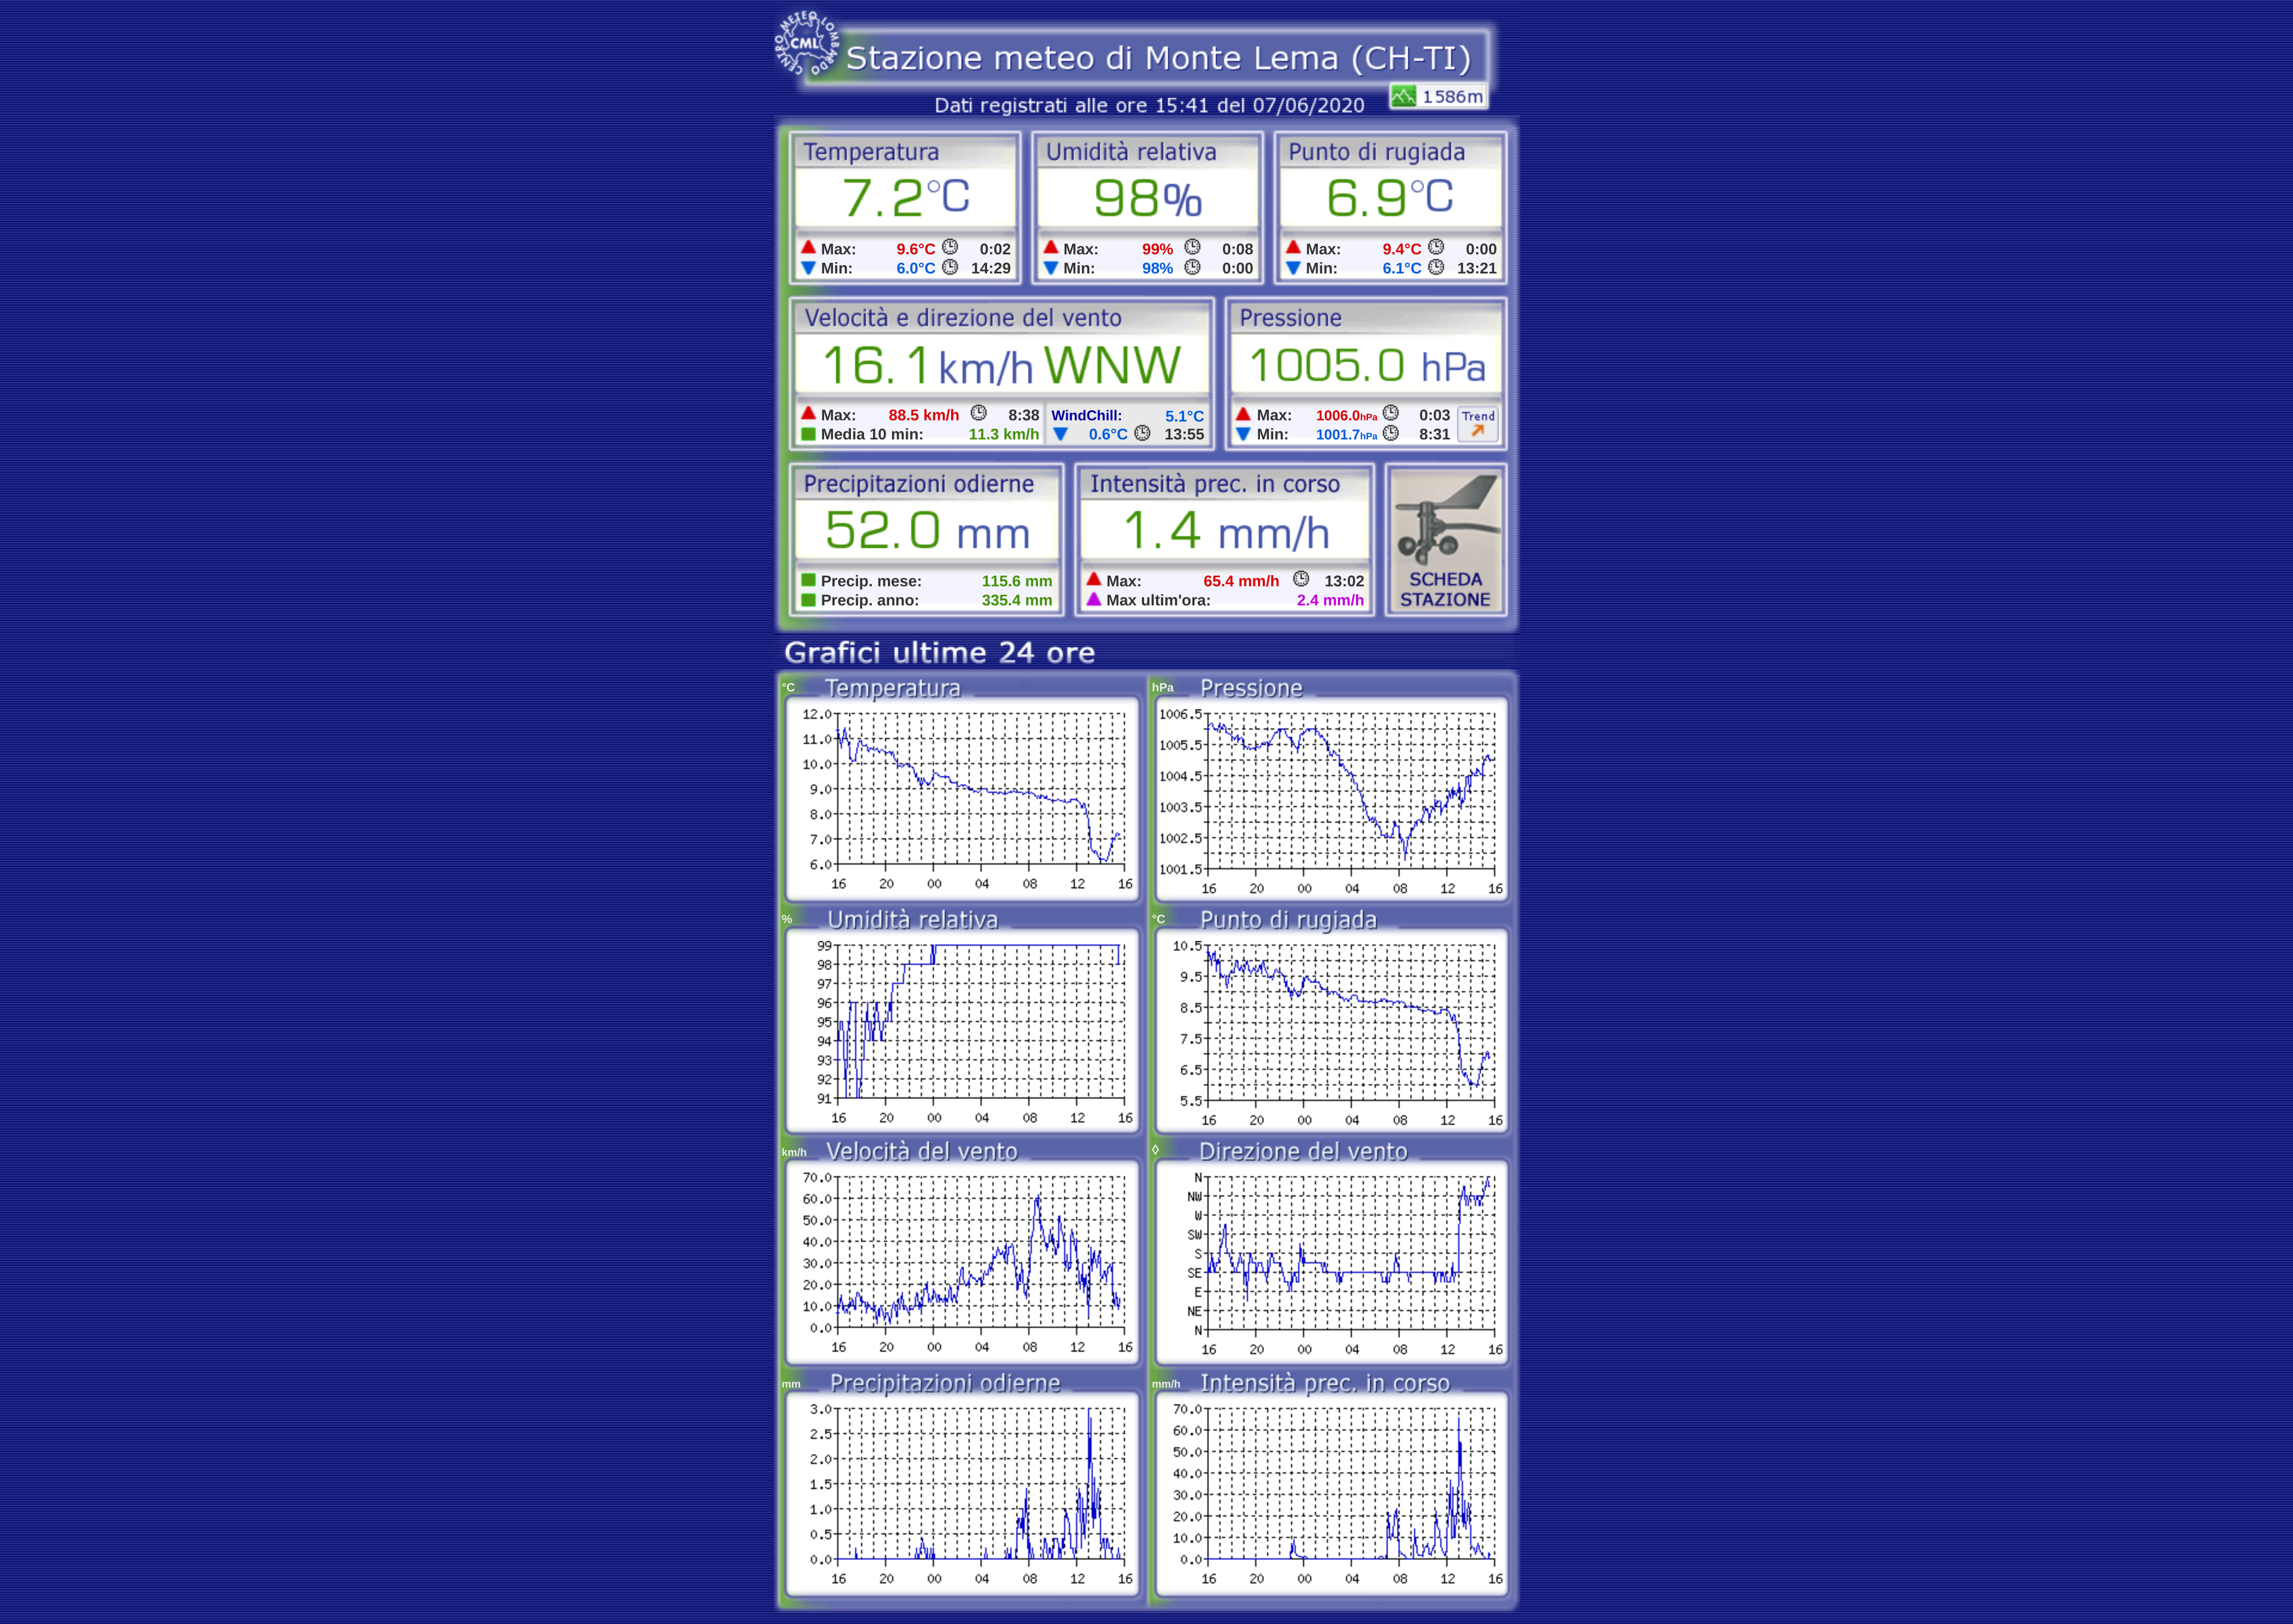 CENTRO METEO LOMBARDO
CML
Stazione meteo di Monte Lema (CH-TI)
1586m
Dati registrati alle ore 15:41 del 07/06/2020
Temperatura
7.2°C
Max: 9.6°C 0:02
Min: 6.0°C 14:29
Umidità relativa
98%
Max: 99% 0:08
Min: 98% 0:00
Punto di rugiada
6.9°C
Max: 9.4°C 0:00
Min: 6.1°C 13:21
Velocità e direzione del vento
16.1 km/h WNW
Max: 88.5 km/h 8:38
Media 10 min: 11.3 km/h
WindChill: 5.1°C
0.6°C 13:55
Pressione
1005.0 hPa
Max: 1006.0hPa 0:03
Min: 1001.7hPa 8:31
Trend
Precipitazioni odierne
52.0 mm
Precip. mese: 115.6 mm
Precip. anno: 335.4 mm
Intensità prec. in corso
1.4 mm/h
Max: 65.4 mm/h 13:02
Max ultim'ora: 2.4 mm/h
SCHEDA
STAZIONE
Grafici ultime 24 ore
°C Temperatura
12.0
11.0
10.0
9.0
8.0
7.0
6.0
16 20 00 04 08 12 16
hPa Pressione
1006.5
1005.5
1004.5
1003.5
1002.5
1001.5
16 20 00 04 08 12 16
% Umidità relativa
99
98
97
96
95
94
93
92
91
16 20 00 04 08 12 16
°C Punto di rugiada
10.5
9.5
8.5
7.5
6.5
5.5
16 20 00 04 08 12 16
km/h Velocità del vento
70.0
60.0
50.0
40.0
30.0
20.0
10.0
0.0
16 20 00 04 08 12 16
◊ Direzione del vento
N
NW
W
SW
S
SE
E
NE
N
16 20 00 04 08 12 16
mm Precipitazioni odierne
3.0
2.5
2.0
1.5
1.0
0.5
0.0
16 20 00 04 08 12 16
mm/h Intensità prec. in corso
70.0
60.0
50.0
40.0
30.0
20.0
10.0
0.0
16 20 00 04 08 12 16